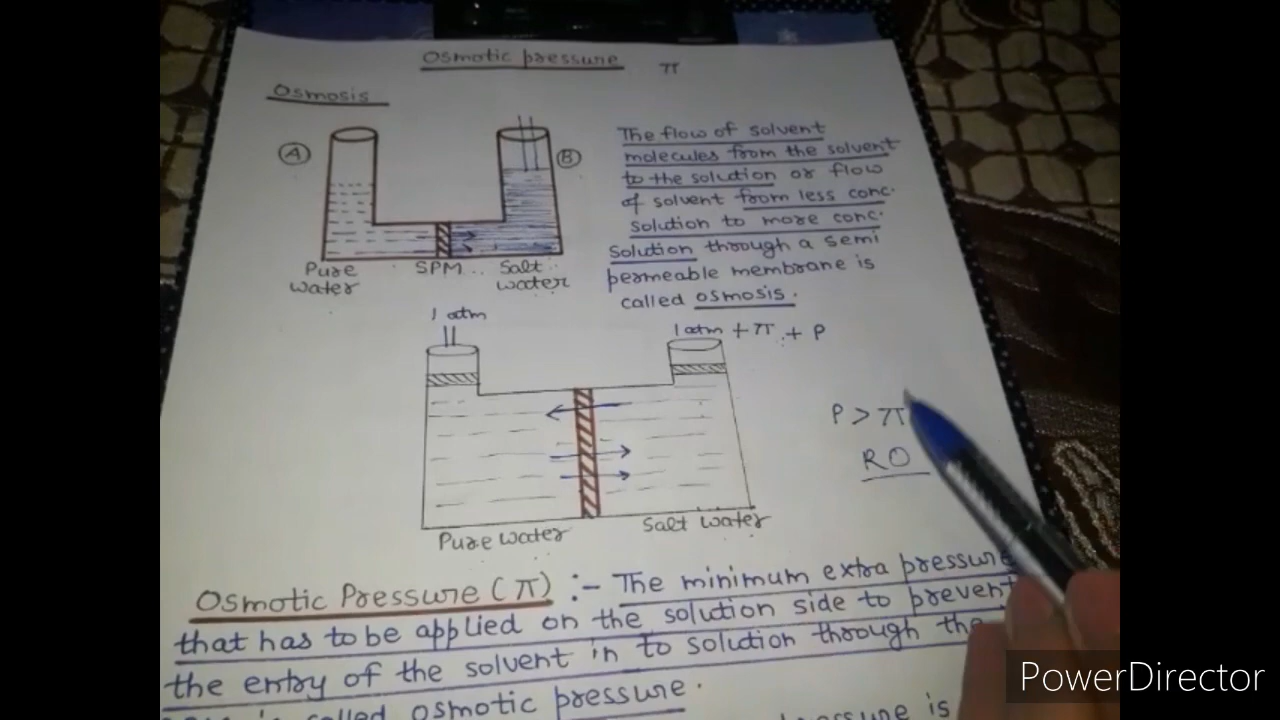 Osmotic pressure π
Osmosis
A
B
Pure water
SPM
Salt water
The flow of solvent
molecules from the solvent
to the solution or flow
of solvent from less conc.
solution to more conc.
solution through a semi
permeable membrane is
called osmosis.
1 atm
1 atm + π + P
P > π
RO
Pure water
Salt water
Osmotic Pressure (π) :- The minimum extra pressure
that has to be applied on the solution side to prevent
the entry of the solvent in to solution through the
called osmotic pressure.
is
PowerDirector